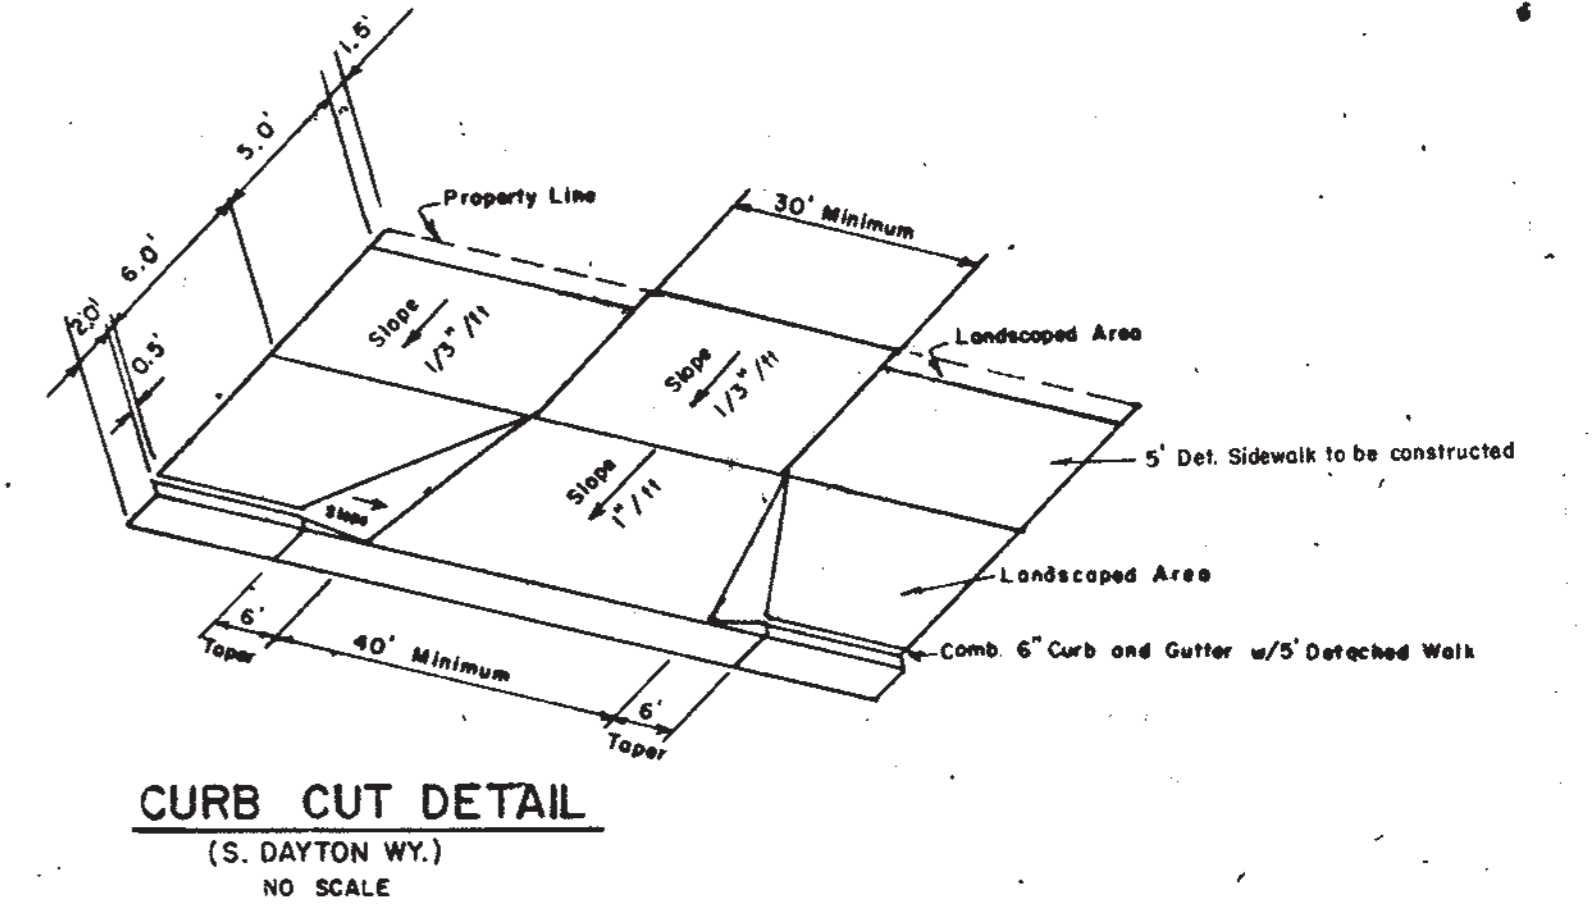 1.5'
5.0'
6.0'
2.0'
0.5'
Property Line
30' Minimum
Slope
1/3"/ft
Slope
1/3"/ft
Landscaped Area
5' Det. Sidewalk to be constructed
Slope
1"/ft
Slope
Landscaped Area
Comb. 6" Curb and Gutter w/5' Detached Walk
6'
Taper
40' Minimum
6'
Taper
CURB CUT DETAIL
(S. DAYTON WY.)
NO SCALE